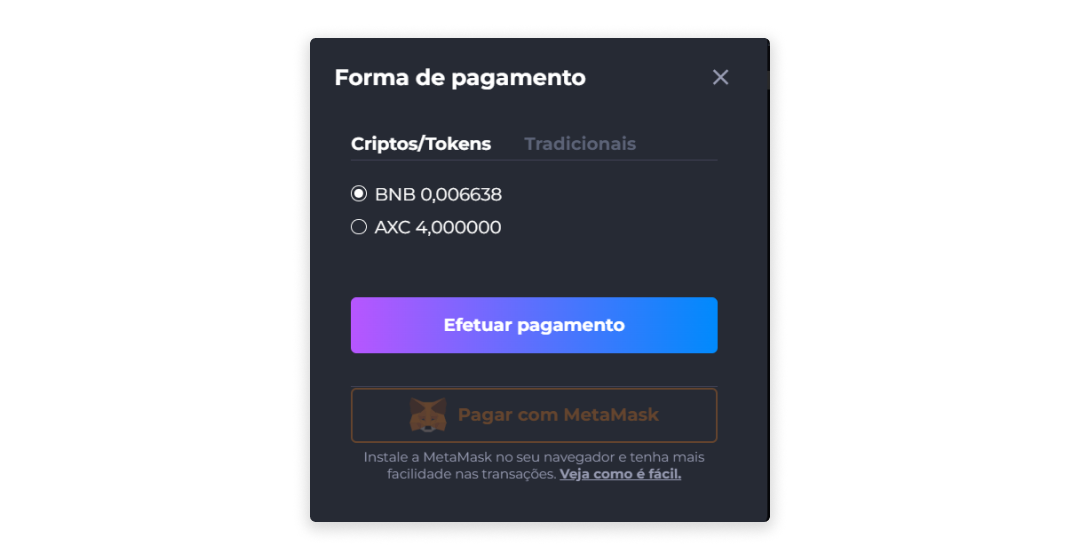 Forma de pagamento
Criptos/Tokens Tradicionais
BNB 0,006638
AXC 4,000000
Efetuar pagamento
Pagar com MetaMask
Instale a MetaMask no seu navegador e tenha mais
facilidade nas transações. Veja como é fácil.